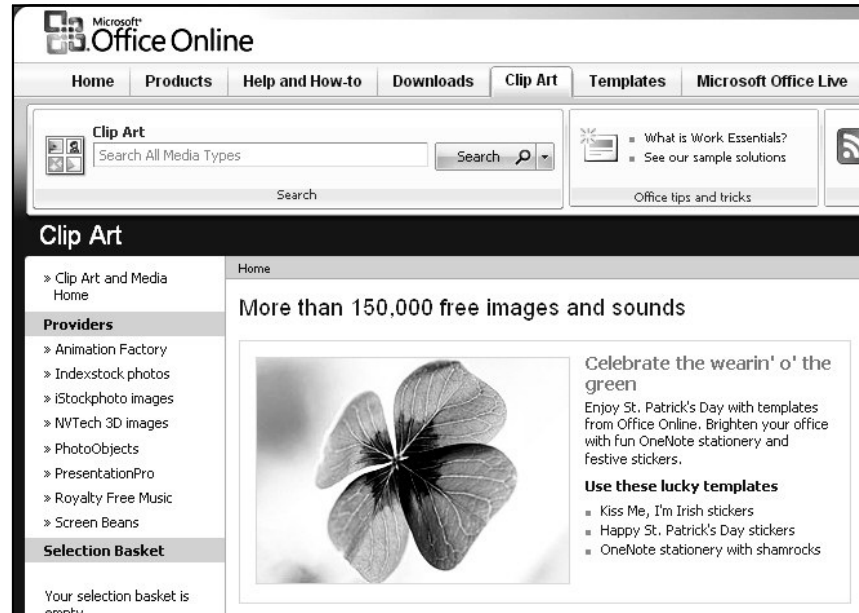 Microsoft®
Office Online
Home Products Help and How-to Downloads Clip Art Templates Microsoft Office Live
Clip Art
Search All Media Types
Search
Search
What is Work Essentials?
See our sample solutions
Office tips and tricks
Clip Art
» Clip Art and Media
Home
Providers
» Animation Factory
» Indexstock photos
» iStockphoto images
» NVTech 3D images
» PhotoObjects
» PresentationPro
» Royalty Free Music
» Screen Beans
Selection Basket
Your selection basket is
empty
Home
More than 150,000 free images and sounds
Celebrate the wearin' o' the
green
Enjoy St. Patrick's Day with templates
from Office Online. Brighten your office
with fun OneNote stationery and
festive stickers.
Use these lucky templates
Kiss Me, I'm Irish stickers
Happy St. Patrick's Day stickers
OneNote stationery with shamrocks